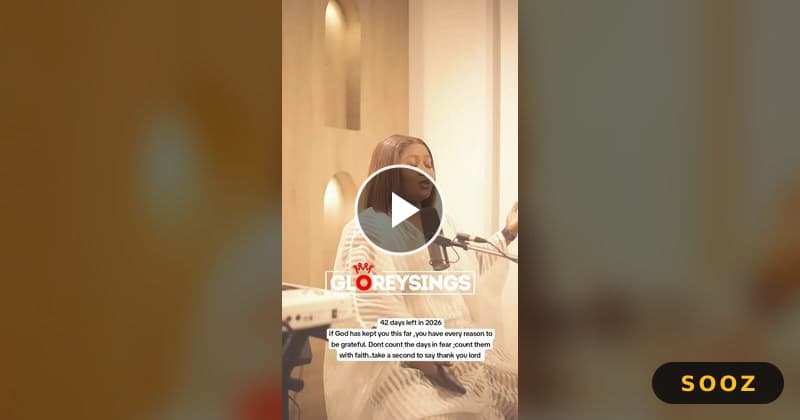 GLOREYSINGS
42 days left in 2026
if God has kept you this far ,you have every reason to
be grateful. Dont count the days in fear ;count them
with faith..take a second to say thank you lord
SOOZ